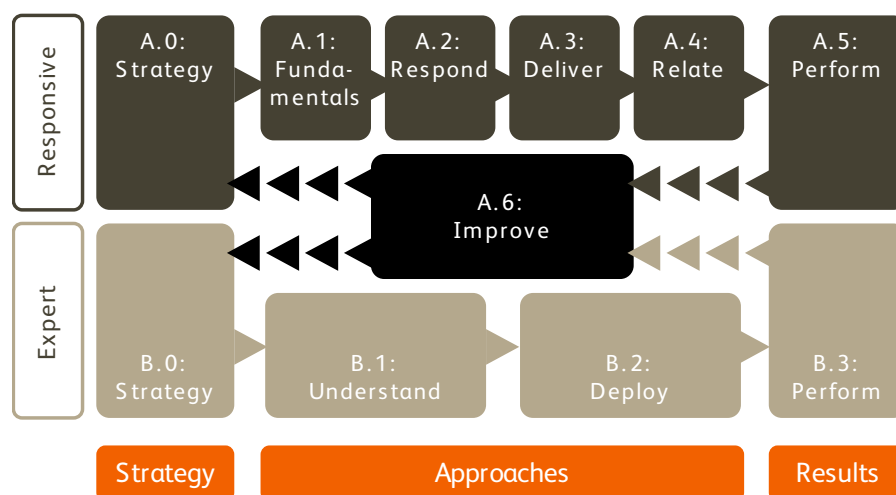 Responsive
A.0:
Strategy
A.1:
Funda-
mentals
A.2:
Respond
A.3:
Deliver
A.4:
Relate
A.5:
Perform
A.6:
Improve
Expert
B.0:
Strategy
B.1:
Understand
B.2:
Deploy
B.3:
Perform
Strategy
Approaches
Results